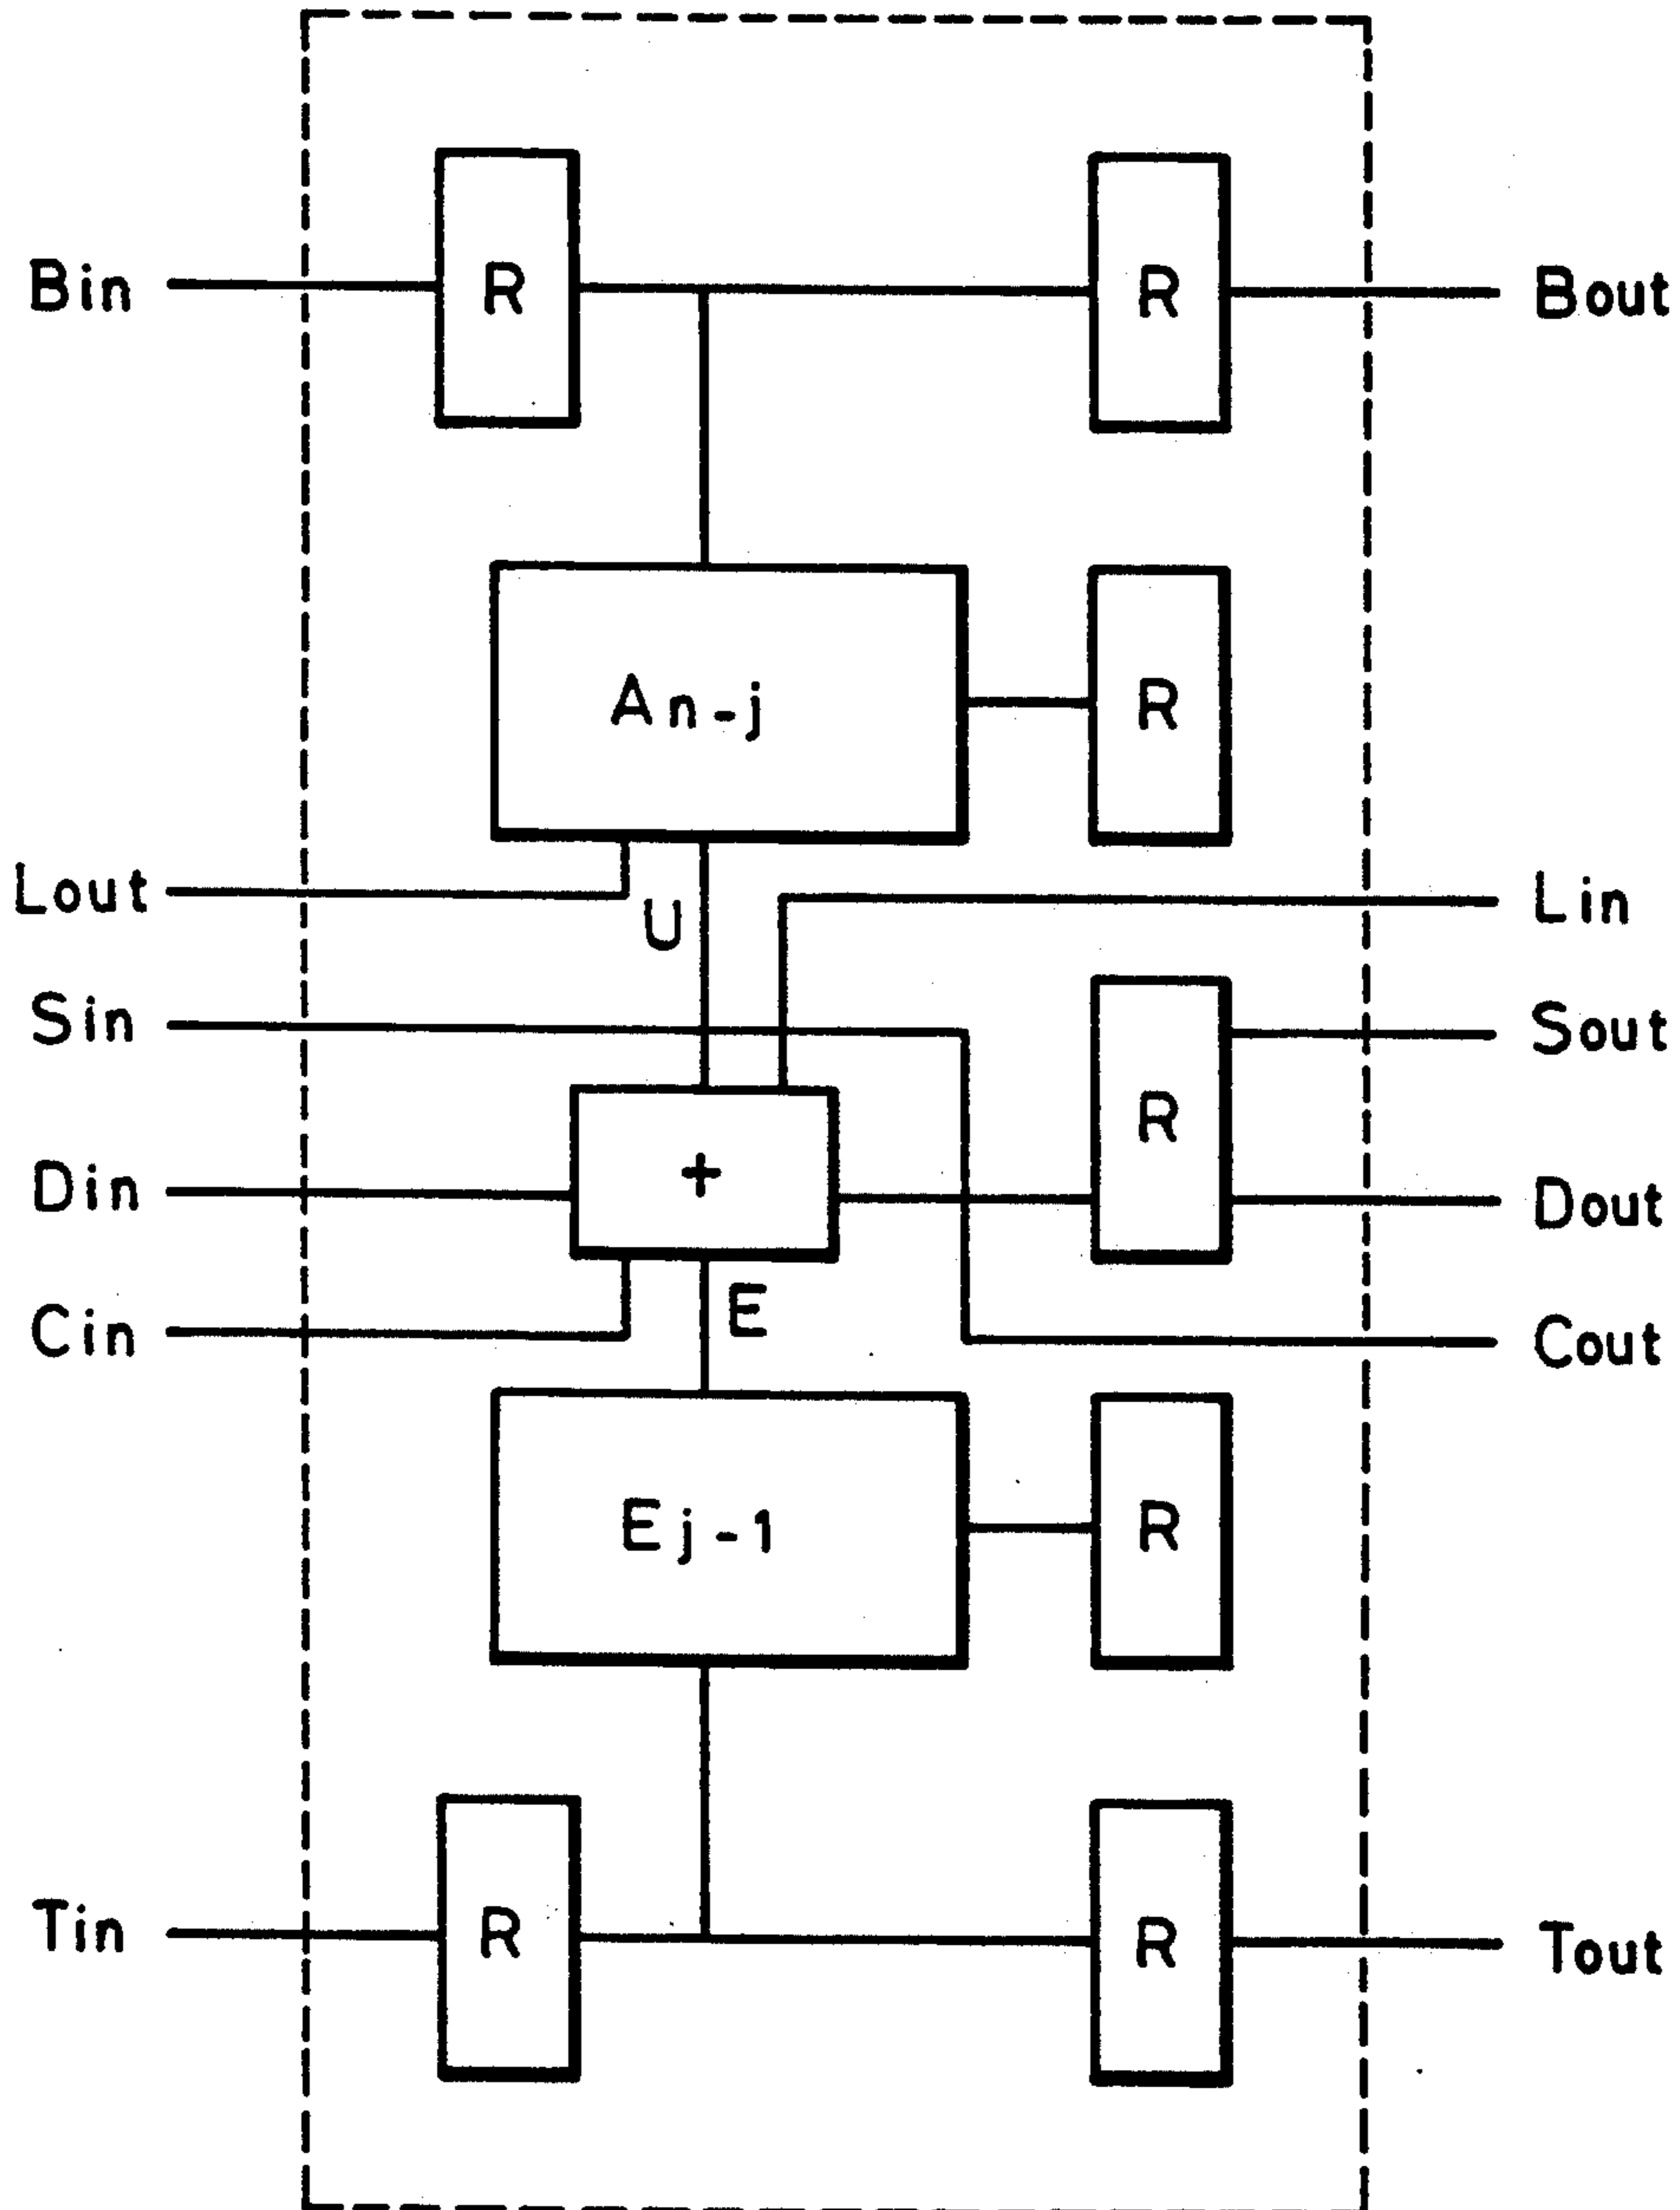 Bin R R Bout
An-j R
Lout U Lin
Sin Sout
R
Din + Dout
Cin E Cout
Ej-1 R
Tin R R Tout